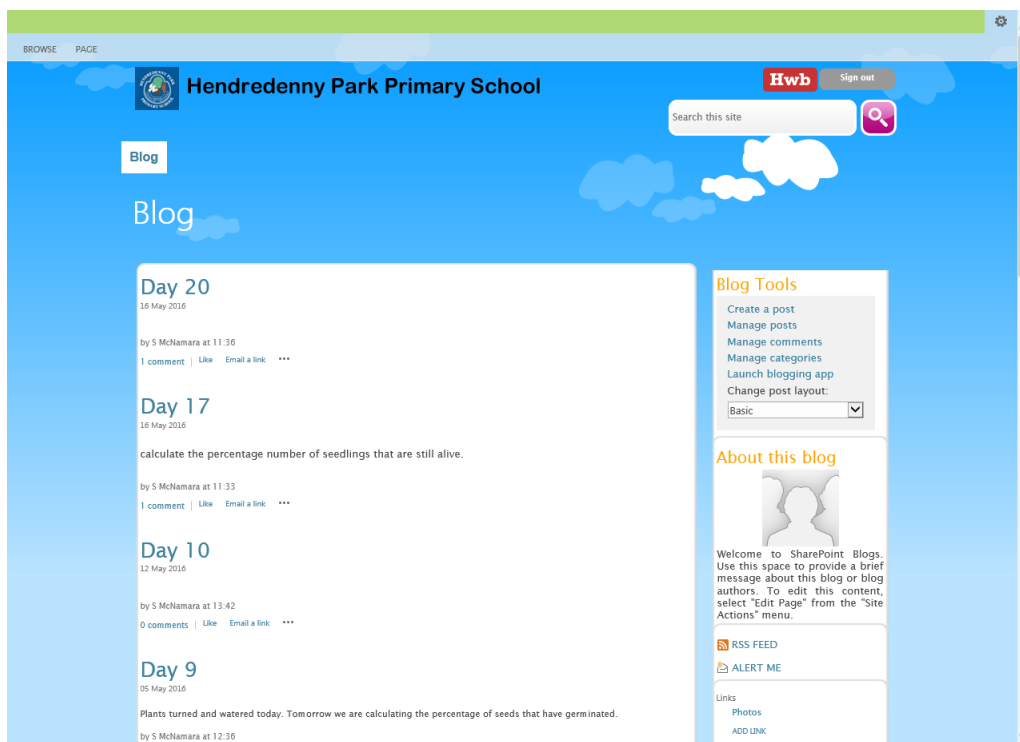 BROWSE PAGE
Hendredenny Park Primary School
Hwb
Sign out
Search this site
Blog
Blog
Day 20
16 May 2016
by S McNamara at 11:36
1 comment | Like Email a link ···
Day 17
16 May 2016
calculate the percentage number of seedlings that are still alive.
by S McNamara at 11:33
1 comment | Like Email a link ···
Day 10
12 May 2016
by S McNamara at 13:42
0 comments | Like Email a link ···
Day 9
05 May 2016
Plants turned and watered today. Tomorrow we are calculating the percentage of seeds that have germinated.
by S McNamara at 12:36
Blog Tools
Create a post
Manage posts
Manage comments
Manage categories
Launch blogging app
Change post layout:
Basic
About this blog
Welcome to SharePoint Blogs.
Use this space to provide a brief
message about this blog or blog
authors. To edit this content,
select "Edit Page" from the "Site
Actions" menu.
RSS FEED
ALERT ME
Links
Photos
ADD LINK